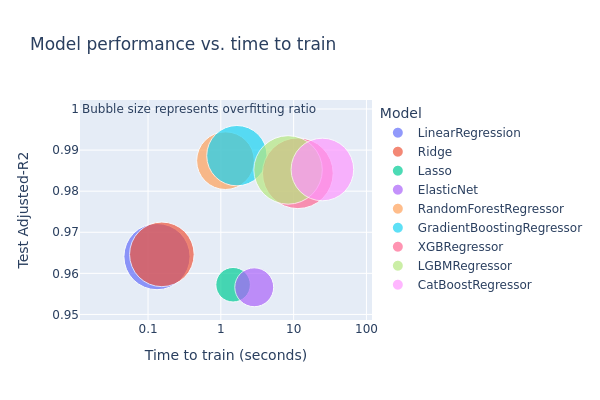 Model performance vs. time to train
Bubble size represents overfitting ratio
1
0.99
0.98
0.97
0.96
0.95
Test Adjusted-R2
0.1
1
10
100
Time to train (seconds)
Model
LinearRegression
Ridge
Lasso
ElasticNet
RandomForestRegressor
GradientBoostingRegressor
XGBRegressor
LGBMRegressor
CatBoostRegressor